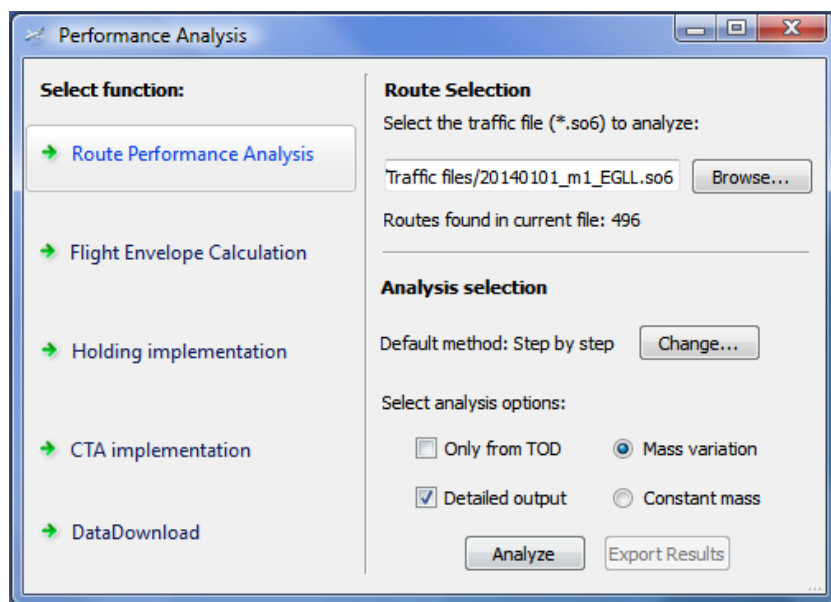 Performance Analysis
Select function:
Route Performance Analysis
Flight Envelope Calculation
Holding implementation
CTA implementation
DataDownload
Route Selection
Select the traffic file (*.so6) to analyze:
Traffic files/20140101_m1_EGLL.so6 Browse...
Routes found in current file: 496
Analysis selection
Default method: Step by step Change...
Select analysis options:
Only from TOD Mass variation
Detailed output Constant mass
Analyze Export Results